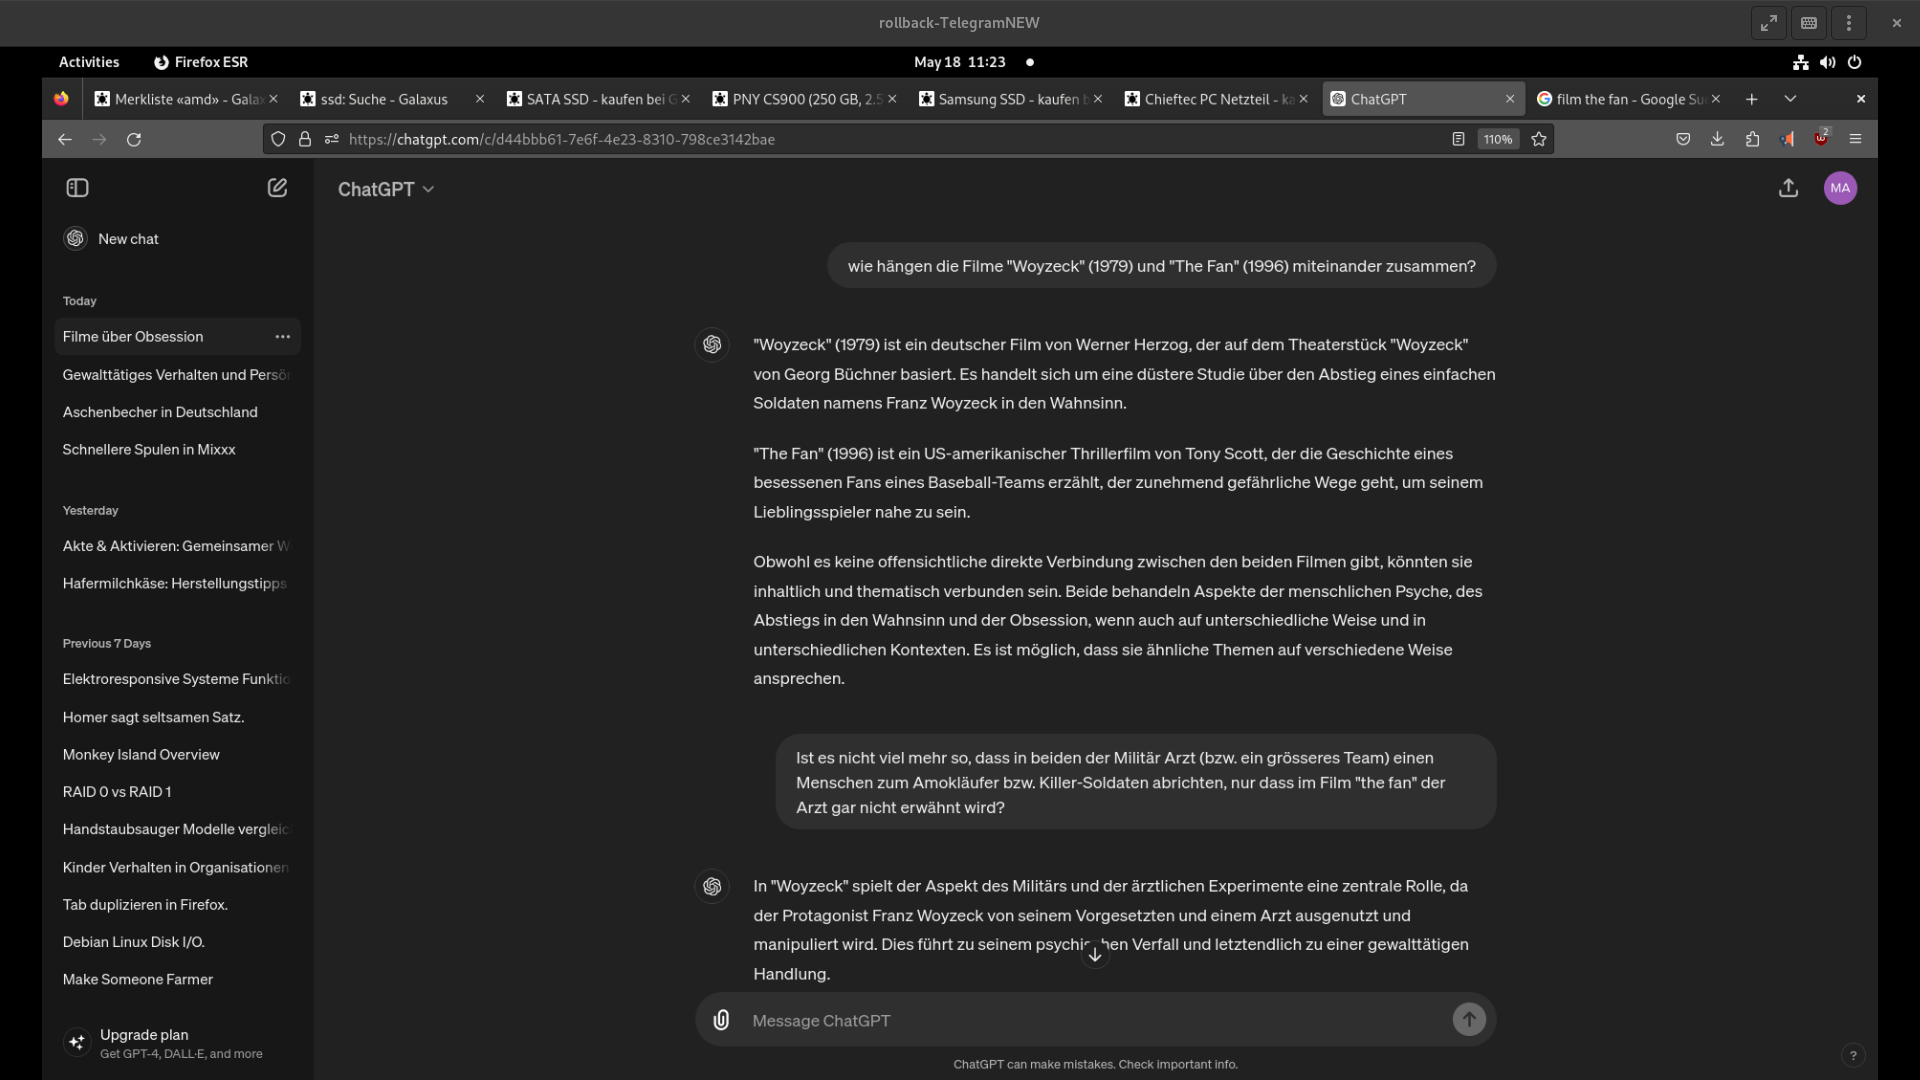 rollback-TelegramNEW
Activities
Firefox ESR
May 18 11:23
Merkliste «amd» - Galax
ssd: Suche - Galaxus
SATA SSD - kaufen bei G
PNY CS900 (250 GB, 2.5
Samsung SSD - kaufen b
Chieftec PC Netzteil - ka
ChatGPT
film the fan - Google Su
https://chatgpt.com/c/d44bbb61-7e6f-4e23-8310-798ce3142bae
110%
2
ChatGPT
MA
New chat
Today
Filme über Obsession
Gewalttätiges Verhalten und Persön
Aschenbecher in Deutschland
Schnellere Spulen in Mixxx
Yesterday
Akte & Aktivieren: Gemeinsamer W
Hafermilchkäse: Herstellungstipps
Previous 7 Days
Elektroresponsive Systeme Funktio
Homer sagt seltsamen Satz.
Monkey Island Overview
RAID 0 vs RAID 1
Handstaubsauger Modelle vergleic
Kinder Verhalten in Organisationen
Tab duplizieren in Firefox.
Debian Linux Disk I/O.
Make Someone Farmer
Upgrade plan
Get GPT-4, DALL·E, and more
wie hängen die Filme "Woyzeck" (1979) und "The Fan" (1996) miteinander zusammen?
"Woyzeck" (1979) ist ein deutscher Film von Werner Herzog, der auf dem Theaterstück "Woyzeck"
von Georg Büchner basiert. Es handelt sich um eine düstere Studie über den Abstieg eines einfachen
Soldaten namens Franz Woyzeck in den Wahnsinn.
"The Fan" (1996) ist ein US-amerikanischer Thrillerfilm von Tony Scott, der die Geschichte eines
besessenen Fans eines Baseball-Teams erzählt, der zunehmend gefährliche Wege geht, um seinem
Lieblingsspieler nahe zu sein.
Obwohl es keine offensichtliche direkte Verbindung zwischen den beiden Filmen gibt, könnten sie
inhaltlich und thematisch verbunden sein. Beide behandeln Aspekte der menschlichen Psyche, des
Abstiegs in den Wahnsinn und der Obsession, wenn auch auf unterschiedliche Weise und in
unterschiedlichen Kontexten. Es ist möglich, dass sie ähnliche Themen auf verschiedene Weise
ansprechen.
Ist es nicht viel mehr so, dass in beiden der Militär Arzt (bzw. ein grösseres Team) einen
Menschen zum Amokläufer bzw. Killer-Soldaten abrichten, nur dass im Film "the fan" der
Arzt gar nicht erwähnt wird?
In "Woyzeck" spielt der Aspekt des Militärs und der ärztlichen Experimente eine zentrale Rolle, da
der Protagonist Franz Woyzeck von seinem Vorgesetzten und einem Arzt ausgenutzt und
manipuliert wird. Dies führt zu seinem psychischen Verfall und letztendlich zu einer gewalttätigen
Handlung.
Message ChatGPT
ChatGPT can make mistakes. Check important info.
?